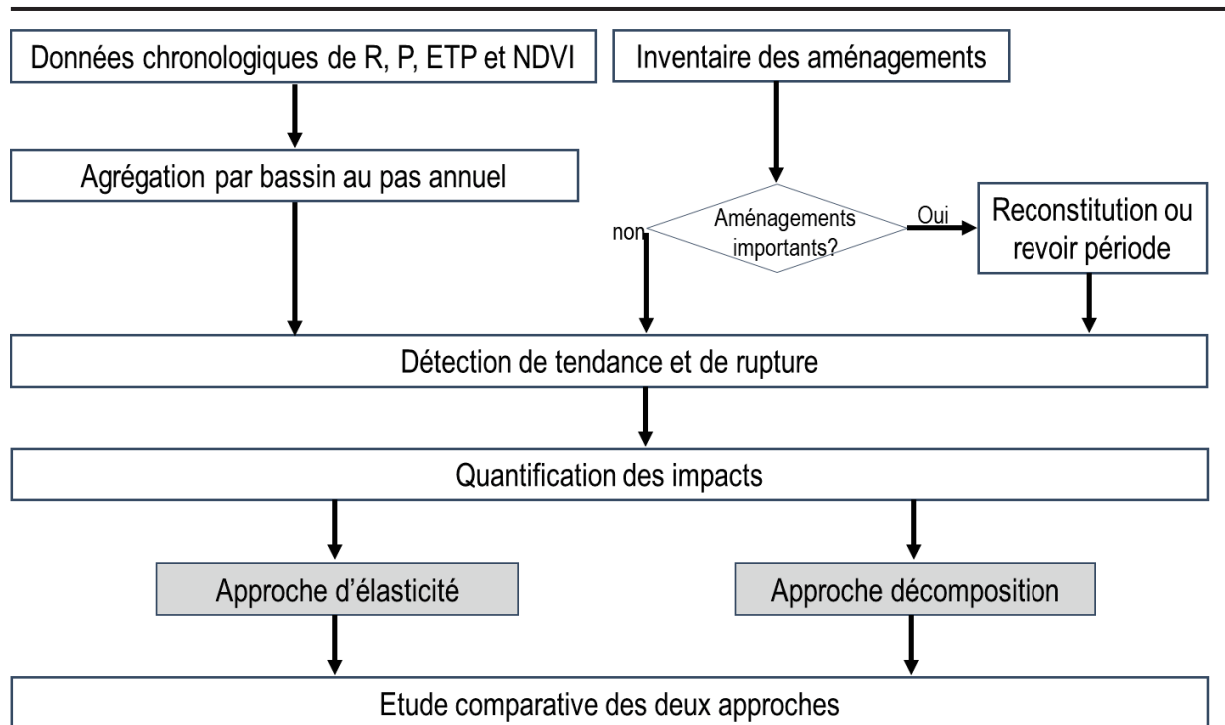 Données chronologiques de R, P, ETP et NDVI
Inventaire des aménagements
Agrégation par bassin au pas annuel
Aménagements
importants?
non
Oui
Reconstitution ou
revoir période
Détection de tendance et de rupture
Quantification des impacts
Approche d'élasticité
Approche décomposition
Etude comparative des deux approches